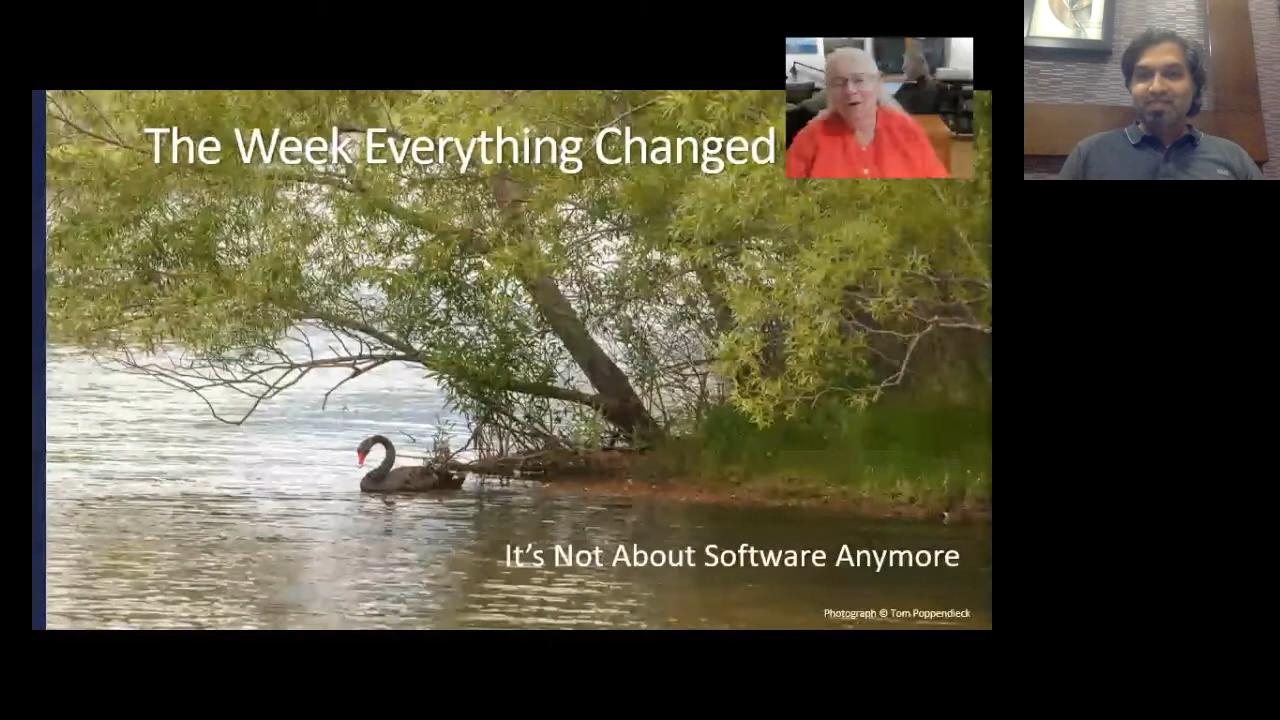 The Week Everything Changed
It's Not About Software Anymore
Photograph © Tom Poppendieck